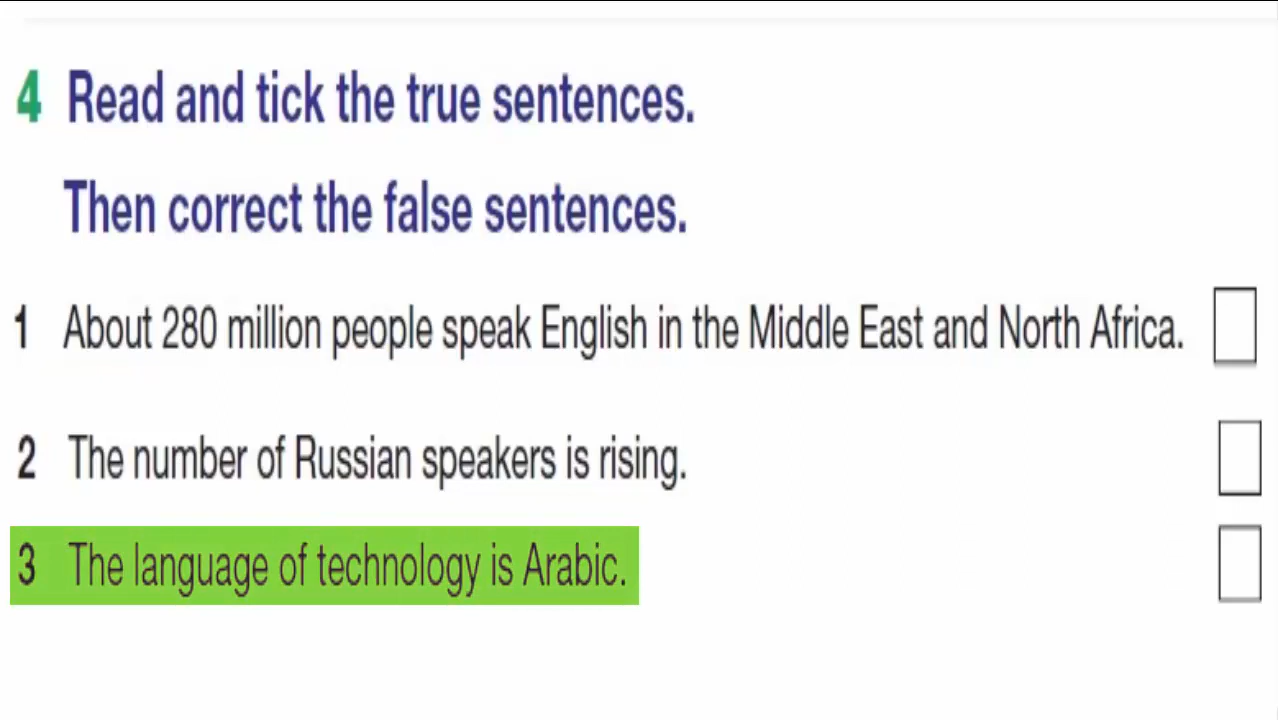 4 Read and tick the true sentences.
Then correct the false sentences.
1 About 280 million people speak English in the Middle East and North Africa.
2 The number of Russian speakers is rising.
3 The language of technology is Arabic.